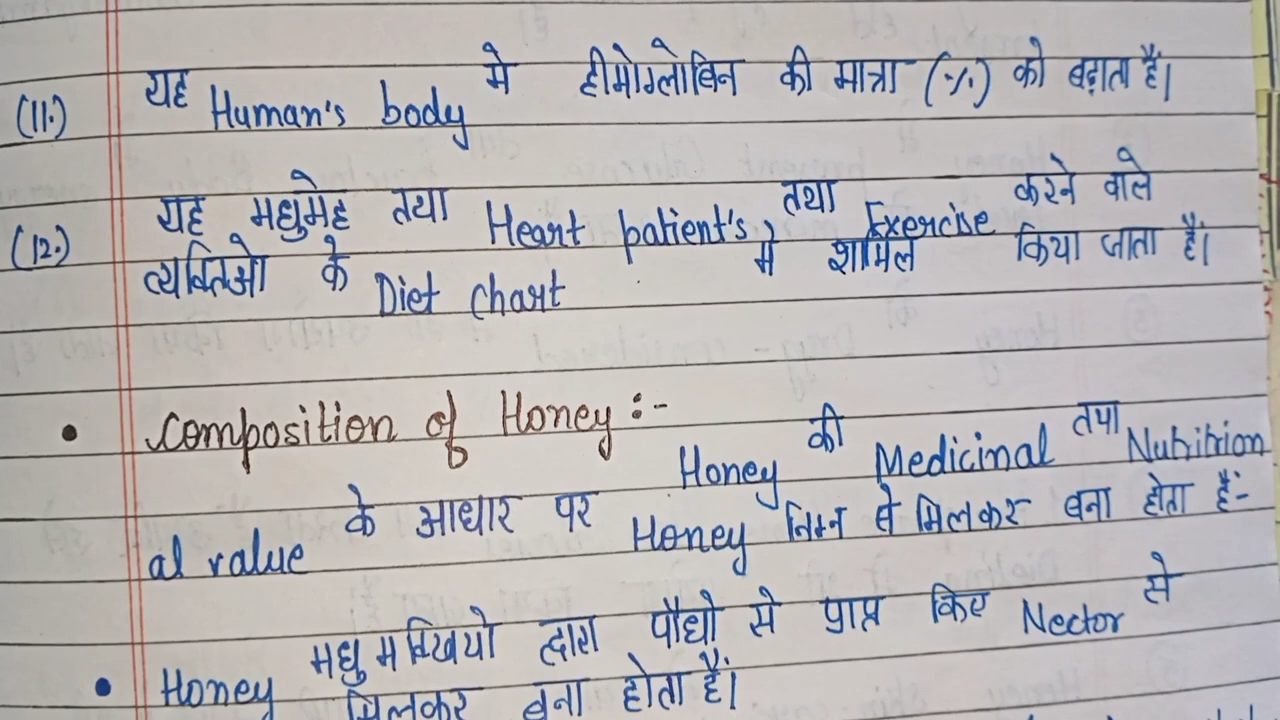 (11.) यह Human's body मे हीमोग्लोबिन की मात्रा (%) को बढ़ाता है।
(12.) यह मधुमेह तथा Heart patient's, तथा Exercise करने वाले
व्यक्तिओ के Diet chart मे शामिल किया जाता है।
• Composition of Honey :-
Honey की Medicinal तथा Nutrition
al value के आधार पर Honey निम्न से मिलकर बना होता है:-
• Honey मधु मक्खियो द्वारा पौधो से प्राप्त किए Nector से
मिलकर बना होता है।